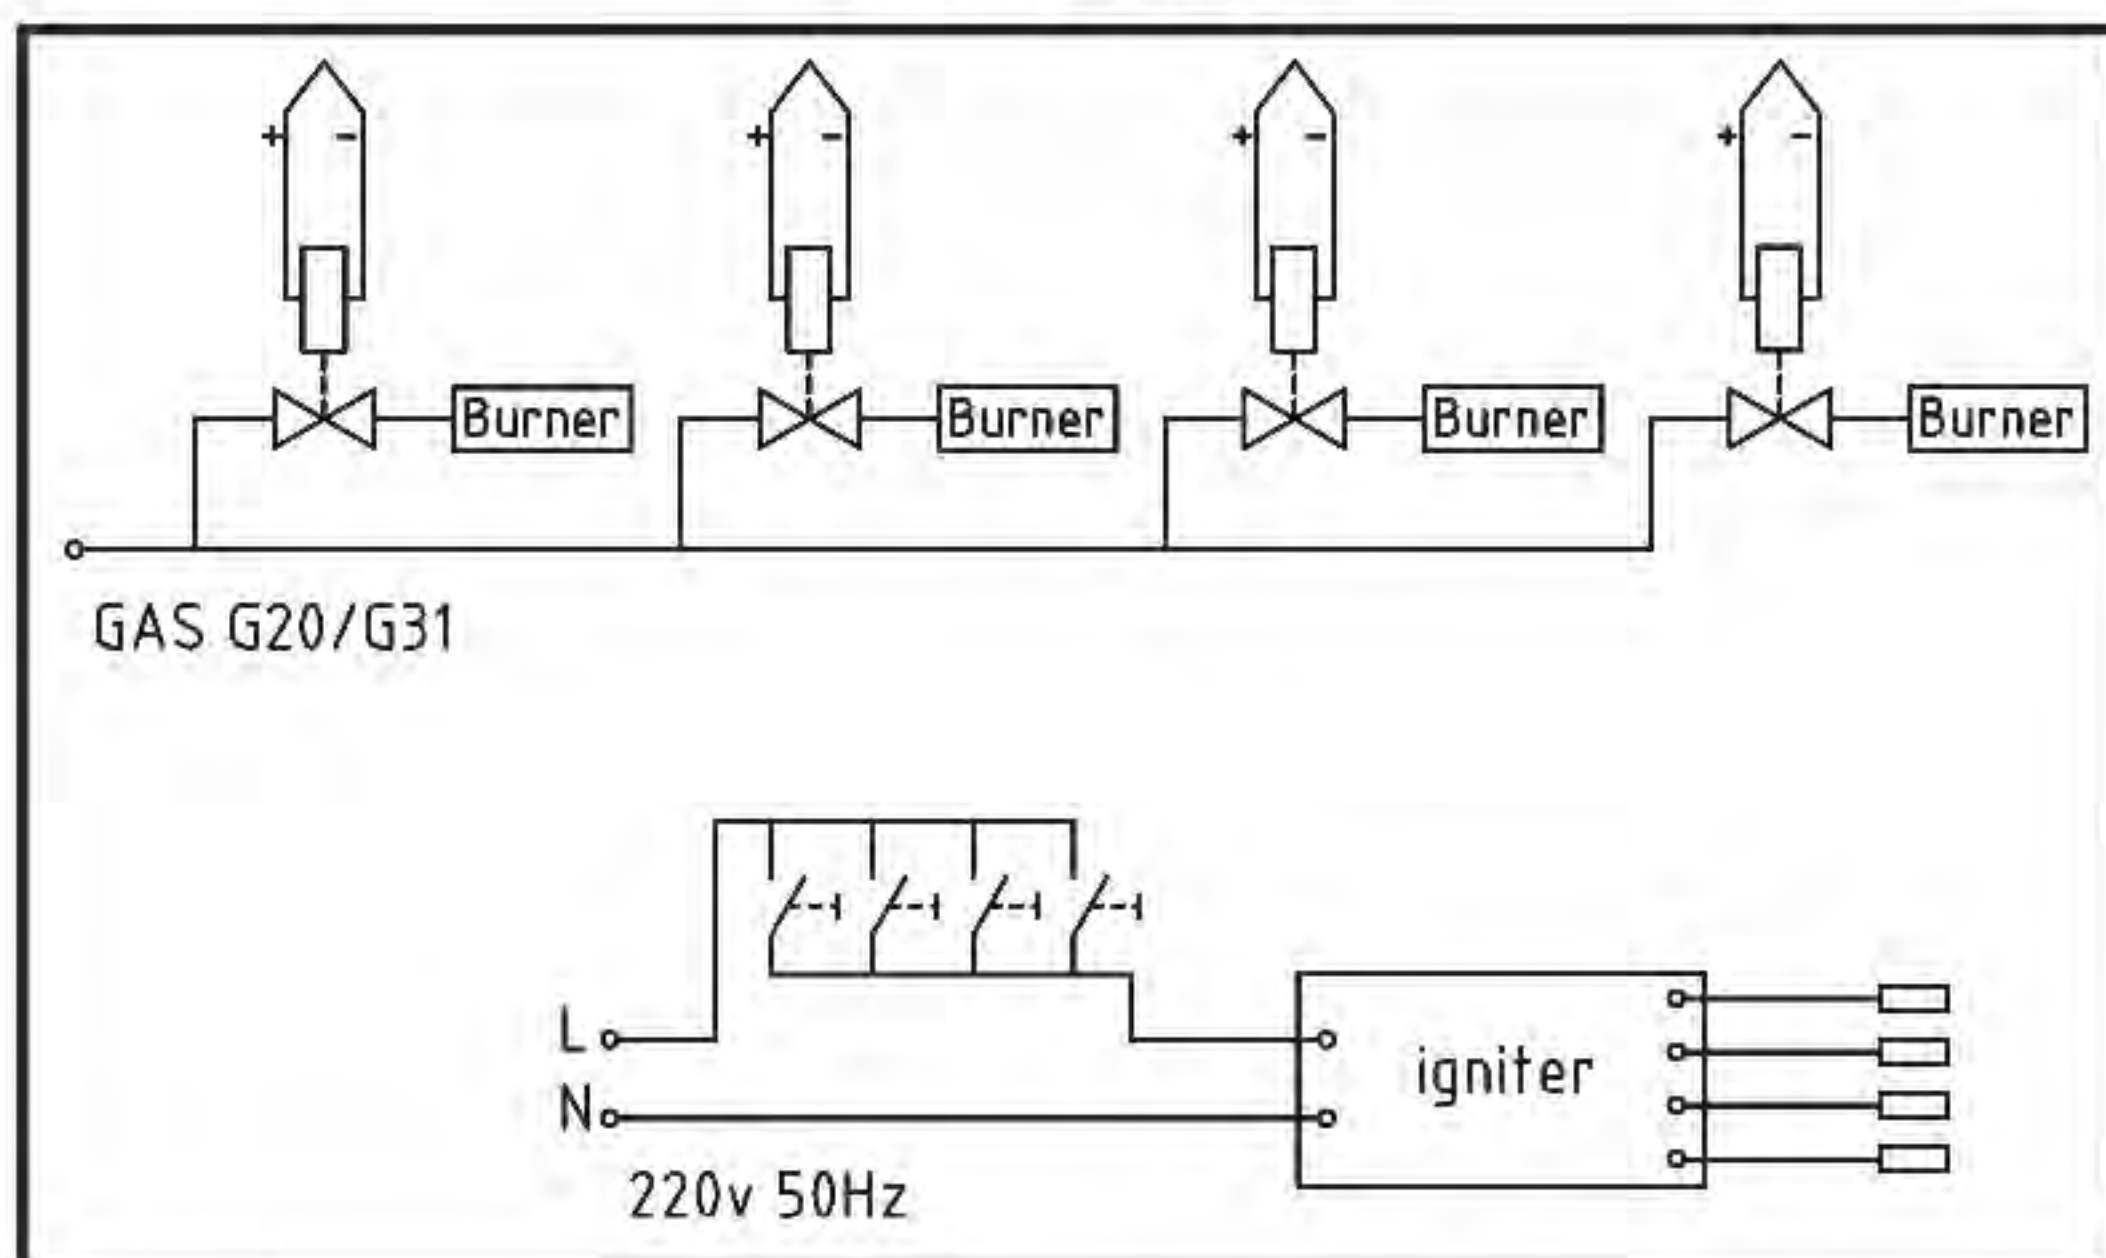 + - + - + - + -
Burner Burner Burner Burner
GAS G20/G31
L
N
igniter
220v 50Hz